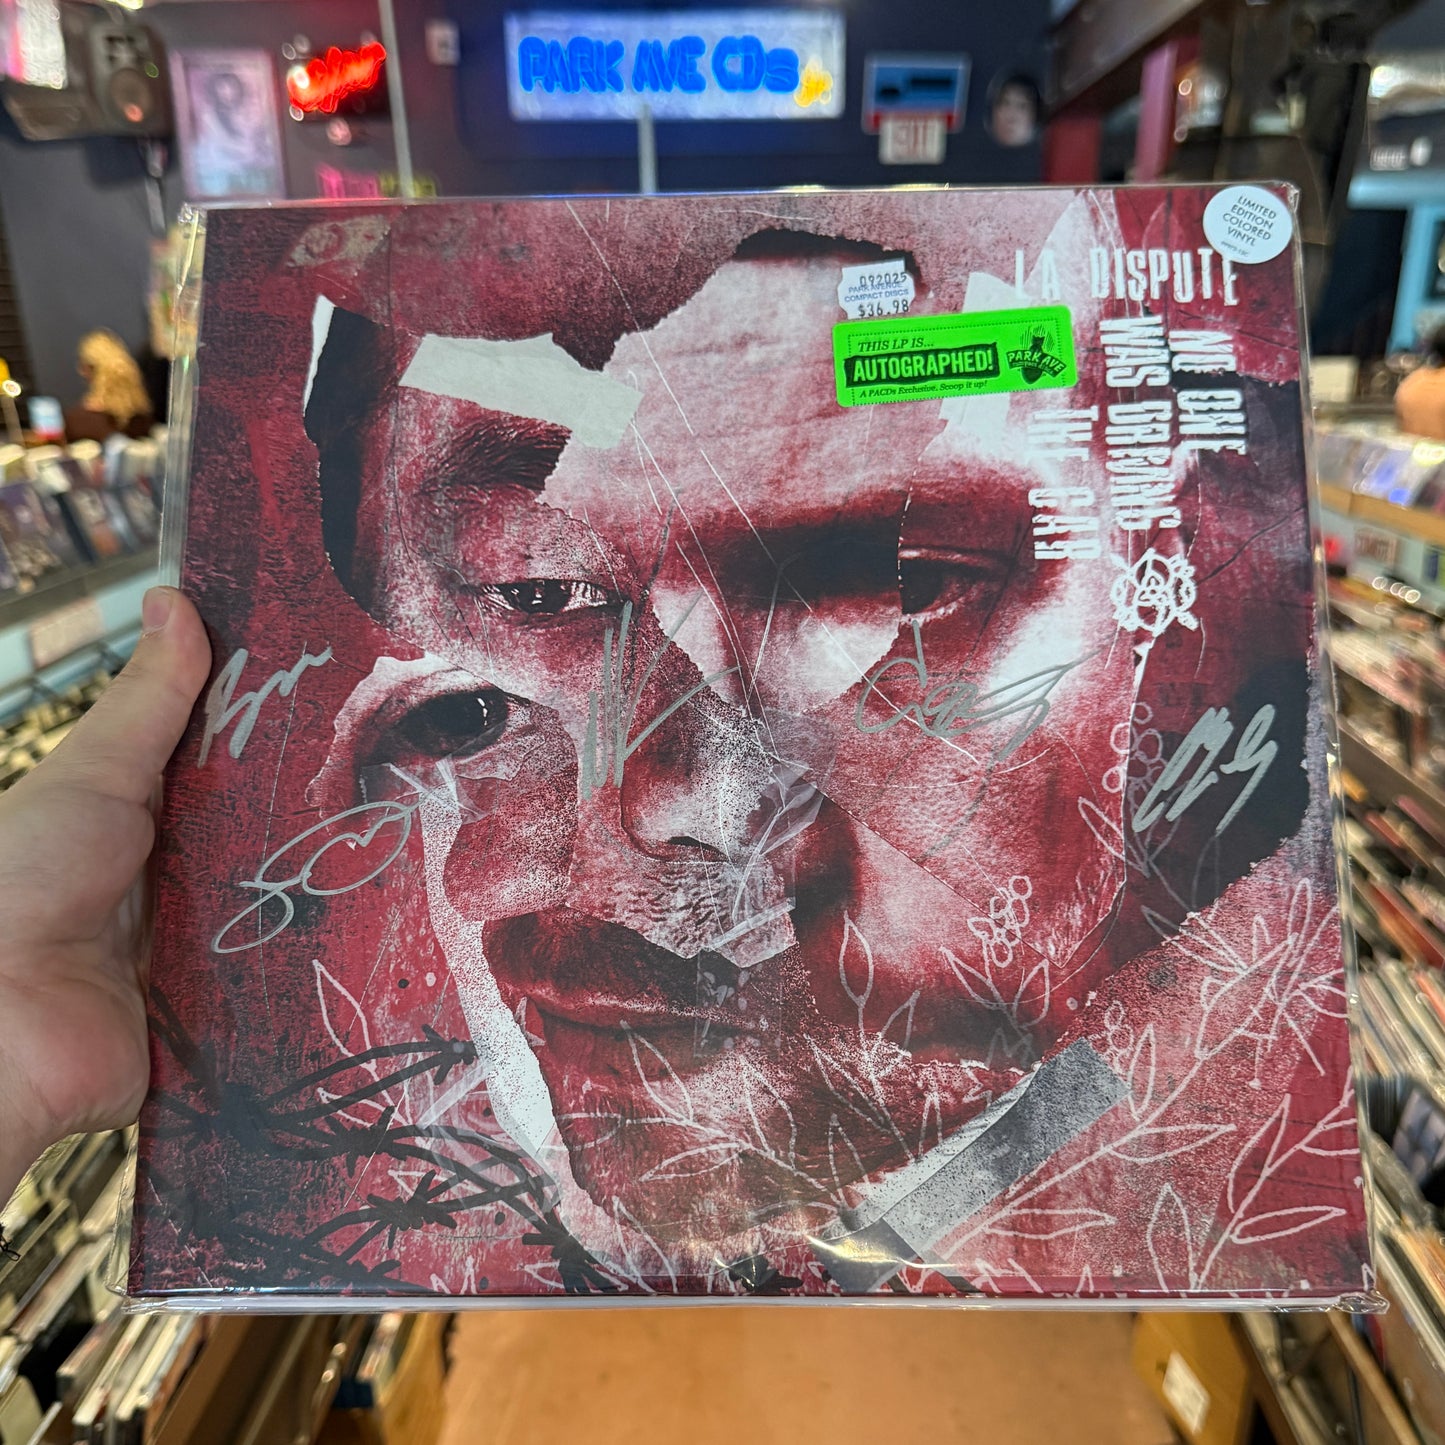 PARK AVE CDs
EXIT
LIMITED
EDITION
COLORED
VINYL
LA DISPUTE
NO ONE
WAS DRIVING
THE CAR
092025
PARK AVENUE
COMPACT DISCS
$36.98
THIS LP IS...
AUTOGRAPHED!
A PACDs Exclusive. Scoop it up!
PARK AVE